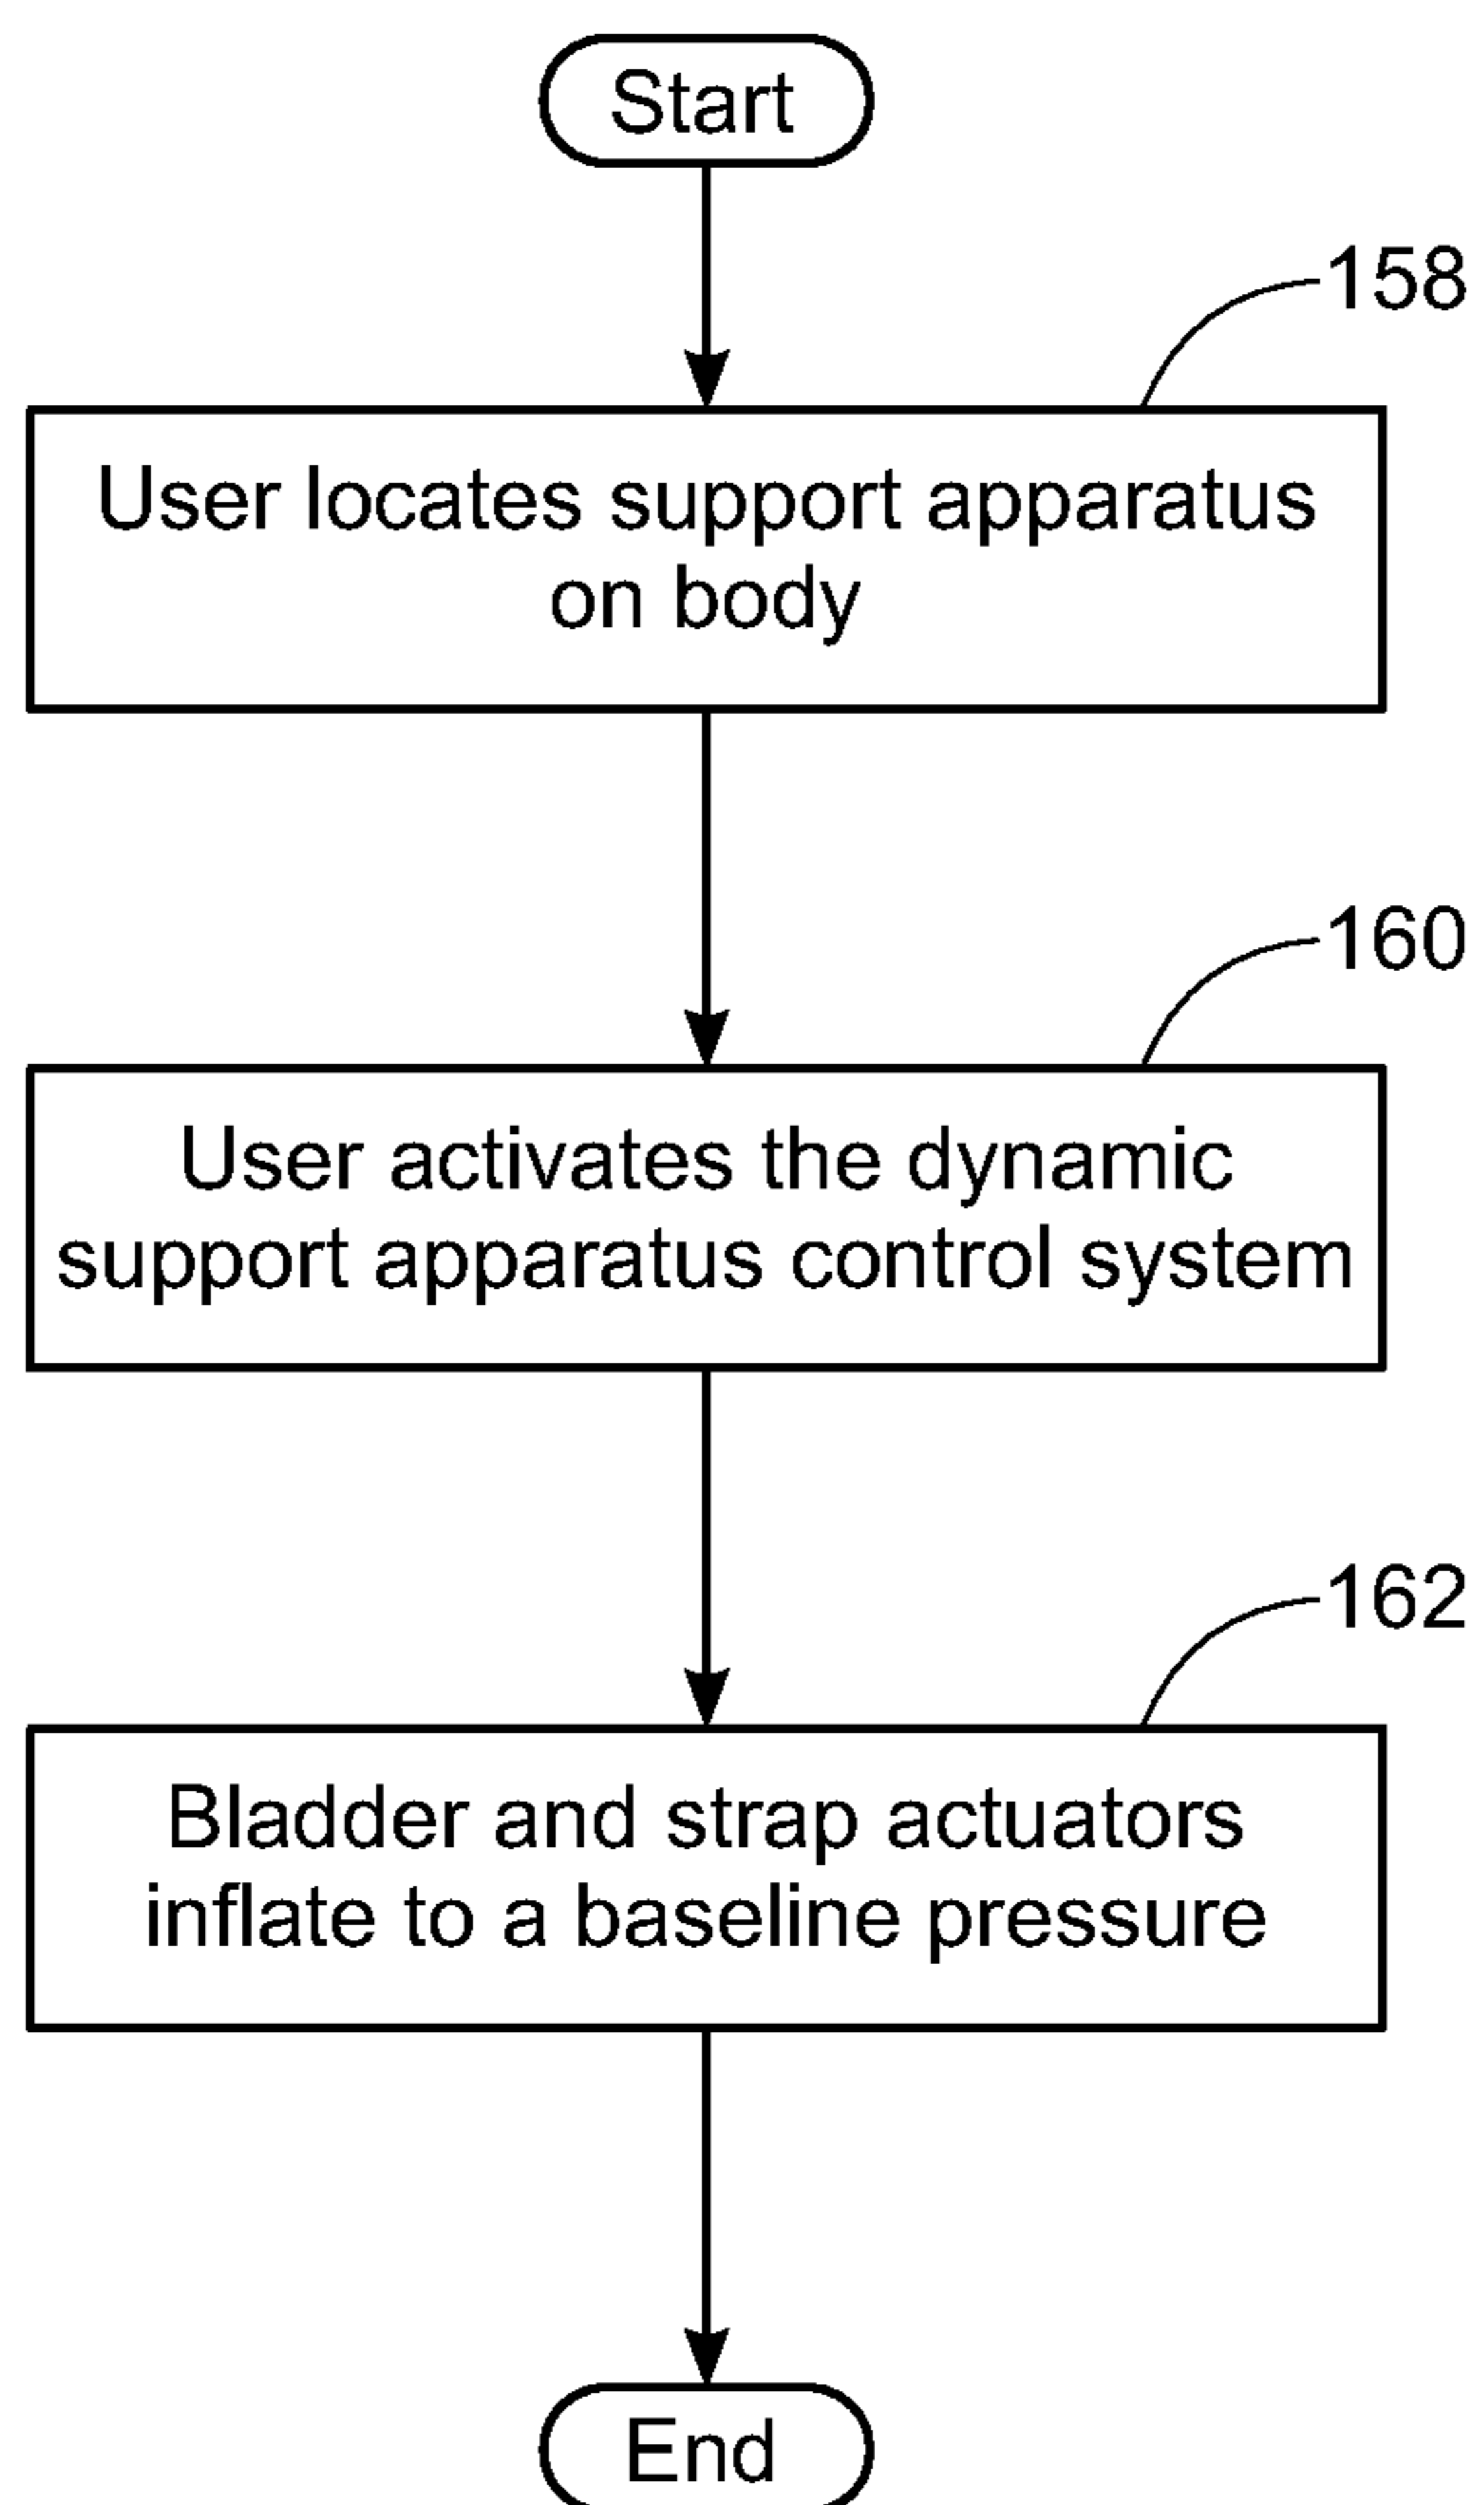 Start
158
User locates support apparatus
on body
160
User activates the dynamic
support apparatus control system
162
Bladder and strap actuators
inflate to a baseline pressure
End